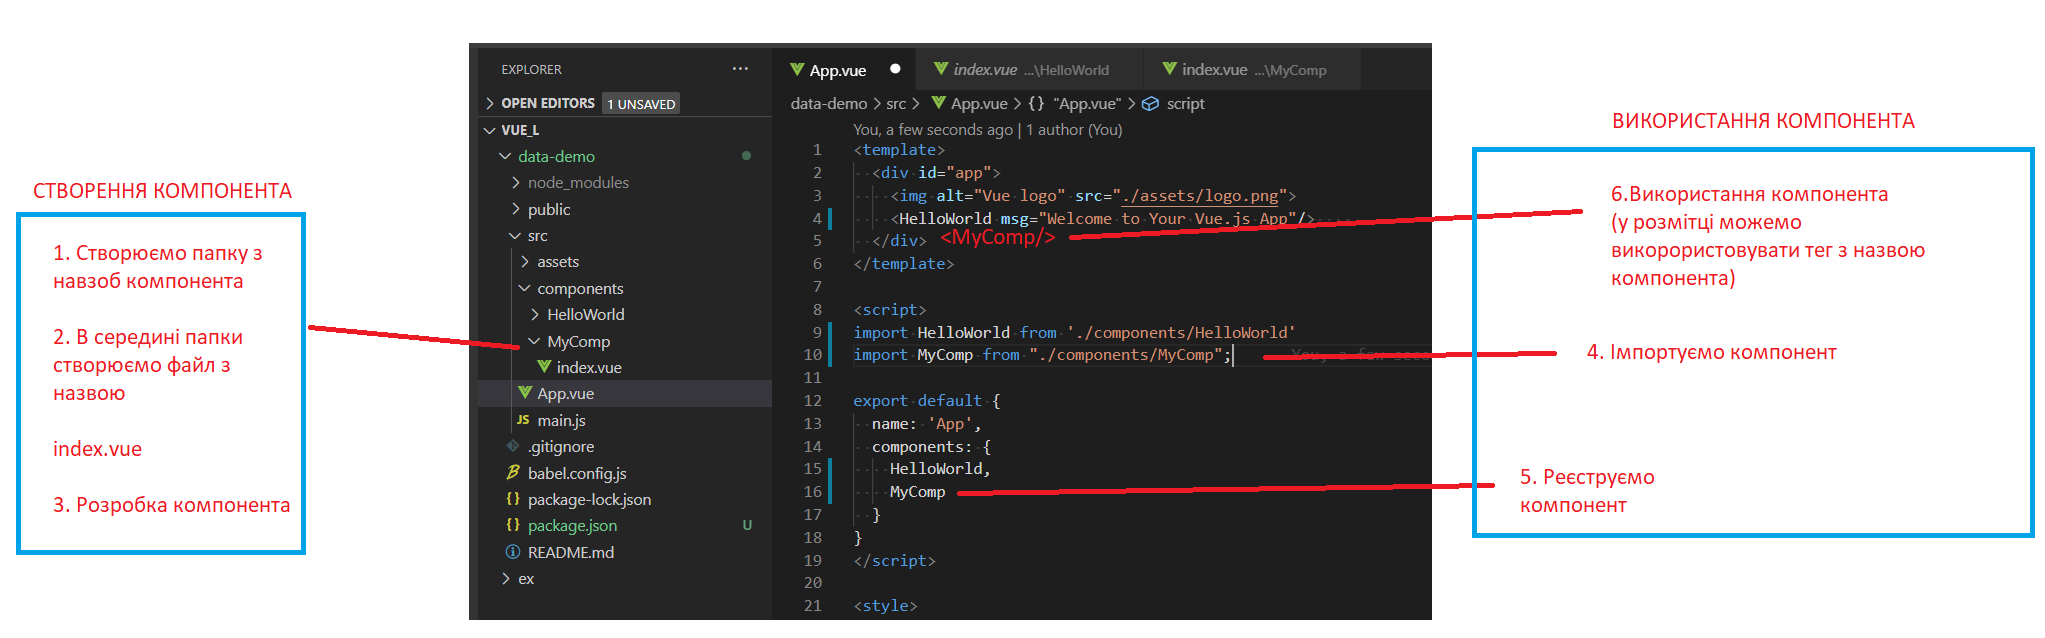 СТВОРЕННЯ КОМПОНЕНТА
1. Створюємо папку з
навзоб компонента
2. В середині папки
створюємо файл з
назвою
index.vue
3. Розробка компонента
EXPLORER
OPEN EDITORS 1 UNSAVED
VUE_L
data-demo
node_modules
public
src
assets
components
HelloWorld
MyComp
index.vue
App.vue
JS main.js
.gitignore
babel.config.js
{} package-lock.json
{} package.json U
README.md
ex
App.vue index.vue ...\HelloWorld index.vue ...\MyComp
data-demo > src > App.vue > {} "App.vue" > script
You, a few seconds ago | 1 author (You)
1 <template>
2 <div id="app">
3 <img alt="Vue logo" src="./assets/logo.png">
4 <HelloWorld msg="Welcome to Your Vue.js App"/>
<MyComp/>
5 </div>
6 </template>
7
8 <script>
9 import HelloWorld from './components/HelloWorld'
10 import MyComp from "./components/MyComp"; You, a few seco
11
12 export default {
13 name: 'App',
14 components: {
15 HelloWorld,
16 MyComp
17 }
18 }
19 </script>
20
21 <style>
ВИКОРИСТАННЯ КОМПОНЕНТА
6.Використання компонента
(у розмітці можемо
викорористовувати тег з назвою
компонента)
4. Імпортуємо компонент
5. Реєструємо
компонент